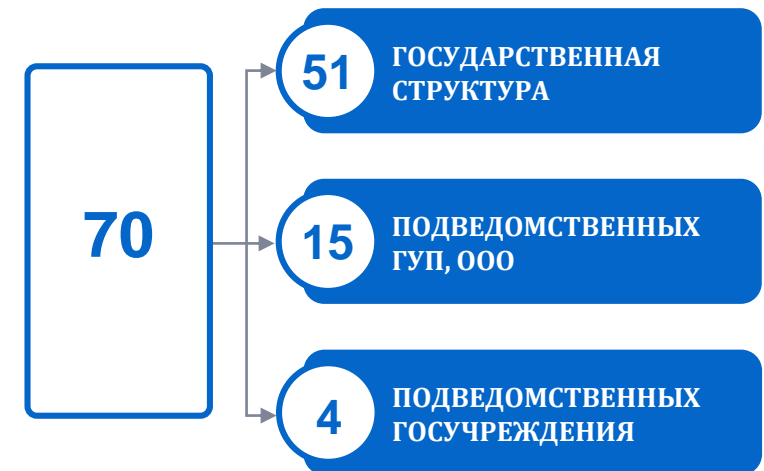 70
51
ГОСУДАРСТВЕННАЯ
СТРУКТУРА
15
ПОДВЕДОМСТВЕННЫХ
ГУП, ООО
4
ПОДВЕДОМСТВЕННЫХ
ГОСУЧРЕЖДЕНИЯ